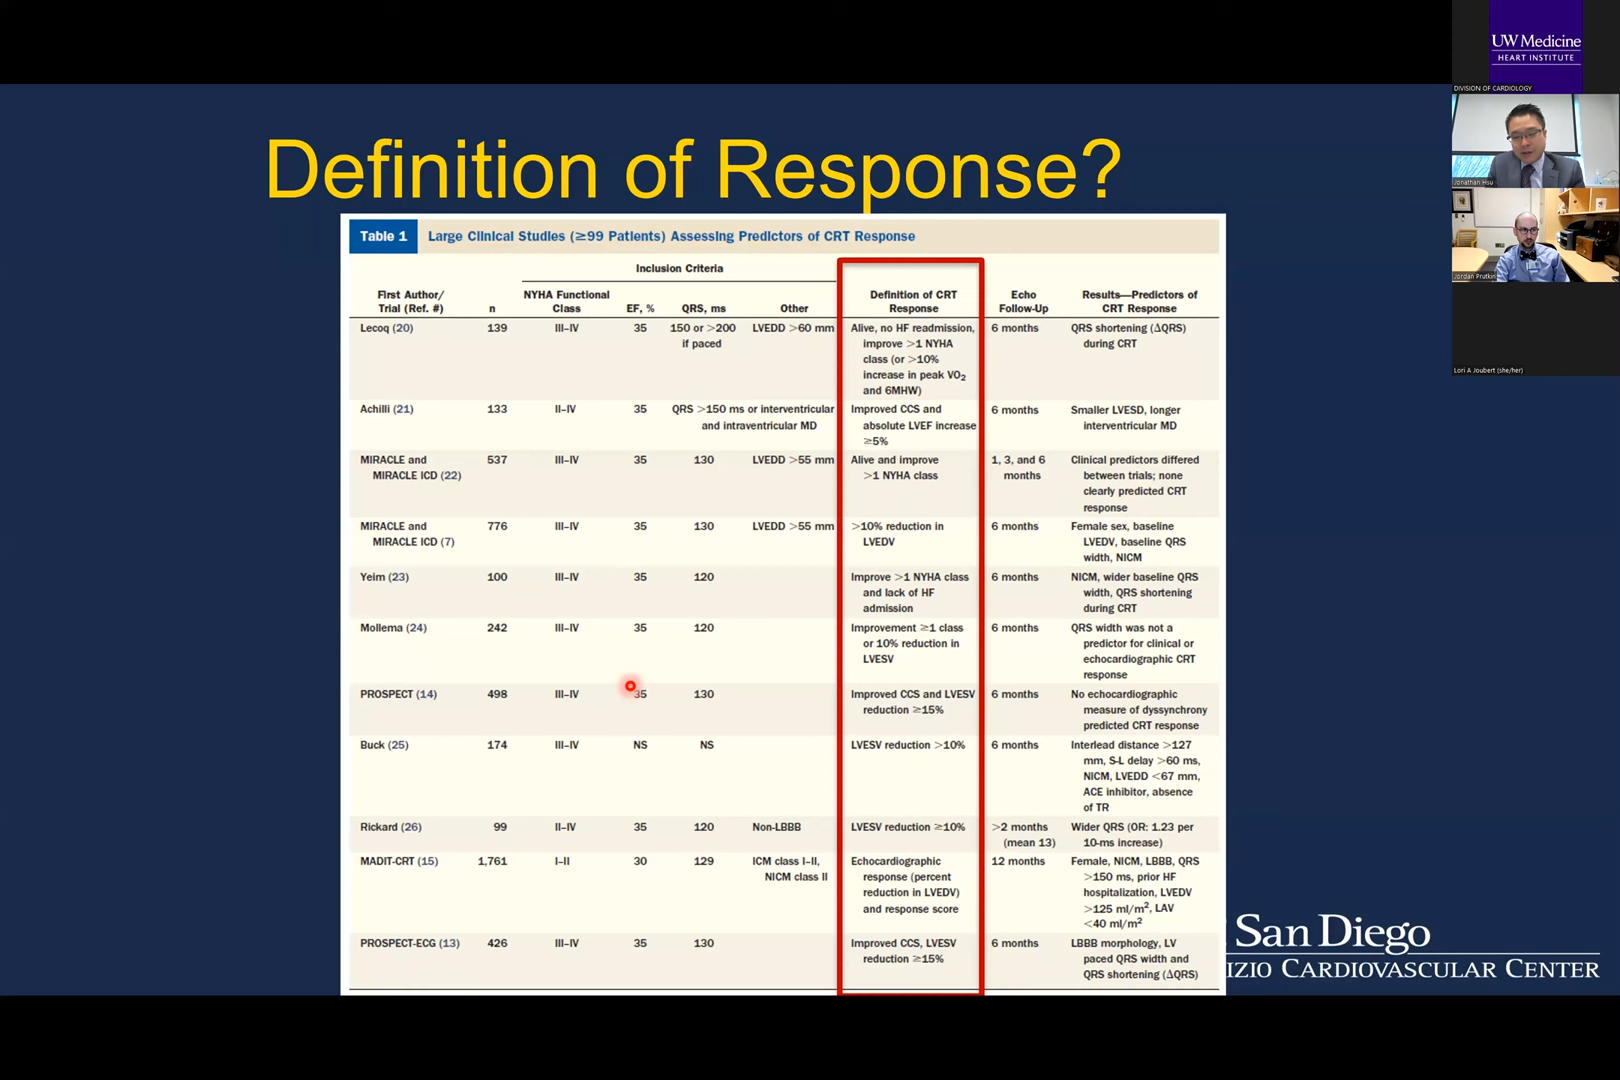 UW Medicine
HEART INSTITUTE
DIVISION OF CARDIOLOGY
Jonathan Hsu
Jordan Prutkin
Lori A Joubert (she/her)
Definition of Response?
Table 1 Large Clinical Studies (≥99 Patients) Assessing Predictors of CRT Response
Inclusion Criteria
First Author/ NYHA Functional Definition of CRT Echo Results—Predictors of
Trial (Ref. #) n Class EF, % QRS, ms Other Response Follow-Up CRT Response
Lecoq (20) 139 III–IV 35 150 or >200 LVEDD >60 mm Alive, no HF readmission, 6 months QRS shortening (ΔQRS)
if paced improve >1 NYHA during CRT
class (or >10%
increase in peak VO2
and 6MHW)
Achilli (21) 133 II–IV 35 QRS >150 ms or interventricular Improved CCS and 6 months Smaller LVESD, longer
and intraventricular MD absolute LVEF increase interventricular MD
≥5%
MIRACLE and 537 III–IV 35 130 LVEDD >55 mm Alive and improve 1, 3, and 6 Clinical predictors differed
MIRACLE ICD (22) >1 NYHA class months between trials; none
clearly predicted CRT
response
MIRACLE and 776 III–IV 35 130 LVEDD >55 mm >10% reduction in 6 months Female sex, baseline
MIRACLE ICD (7) LVEDV LVEDV, baseline QRS
width, NICM
Yeim (23) 100 III–IV 35 120 Improve >1 NYHA class 6 months NICM, wider baseline QRS
and lack of HF width, QRS shortening
admission during CRT
Mollema (24) 242 III–IV 35 120 Improvement ≥1 class 6 months QRS width was not a
or 10% reduction in predictor for clinical or
LVESV echocardiographic CRT
response
PROSPECT (14) 498 III–IV 35 130 Improved CCS and LVESV 6 months No echocardiographic
reduction ≥15% measure of dyssynchrony
predicted CRT response
Buck (25) 174 III–IV NS NS LVESV reduction >10% 6 months Interlead distance >127
mm, S-L delay >60 ms,
NICM, LVEDD <67 mm,
ACE inhibitor, absence
of TR
Rickard (26) 99 II–IV 35 120 Non-LBBB LVESV reduction ≥10% >2 months Wider QRS (OR: 1.23 per
(mean 13) 10-ms increase)
MADIT-CRT (15) 1,761 I–II 30 129 ICM class I–II, Echocardiographic 12 months Female, NICM, LBBB, QRS
NICM class II response (percent >150 ms, prior HF
reduction in LVEDV) hospitalization, LVEDV
and response score >125 ml/m2, LAV
<40 ml/m2
PROSPECT-ECG (13) 426 III–IV 35 130 Improved CCS, LVESV 6 months LBBB morphology, LV
reduction ≥15% paced QRS width and
QRS shortening (ΔQRS)
San Diego
CARDIOVASCULAR CENTER